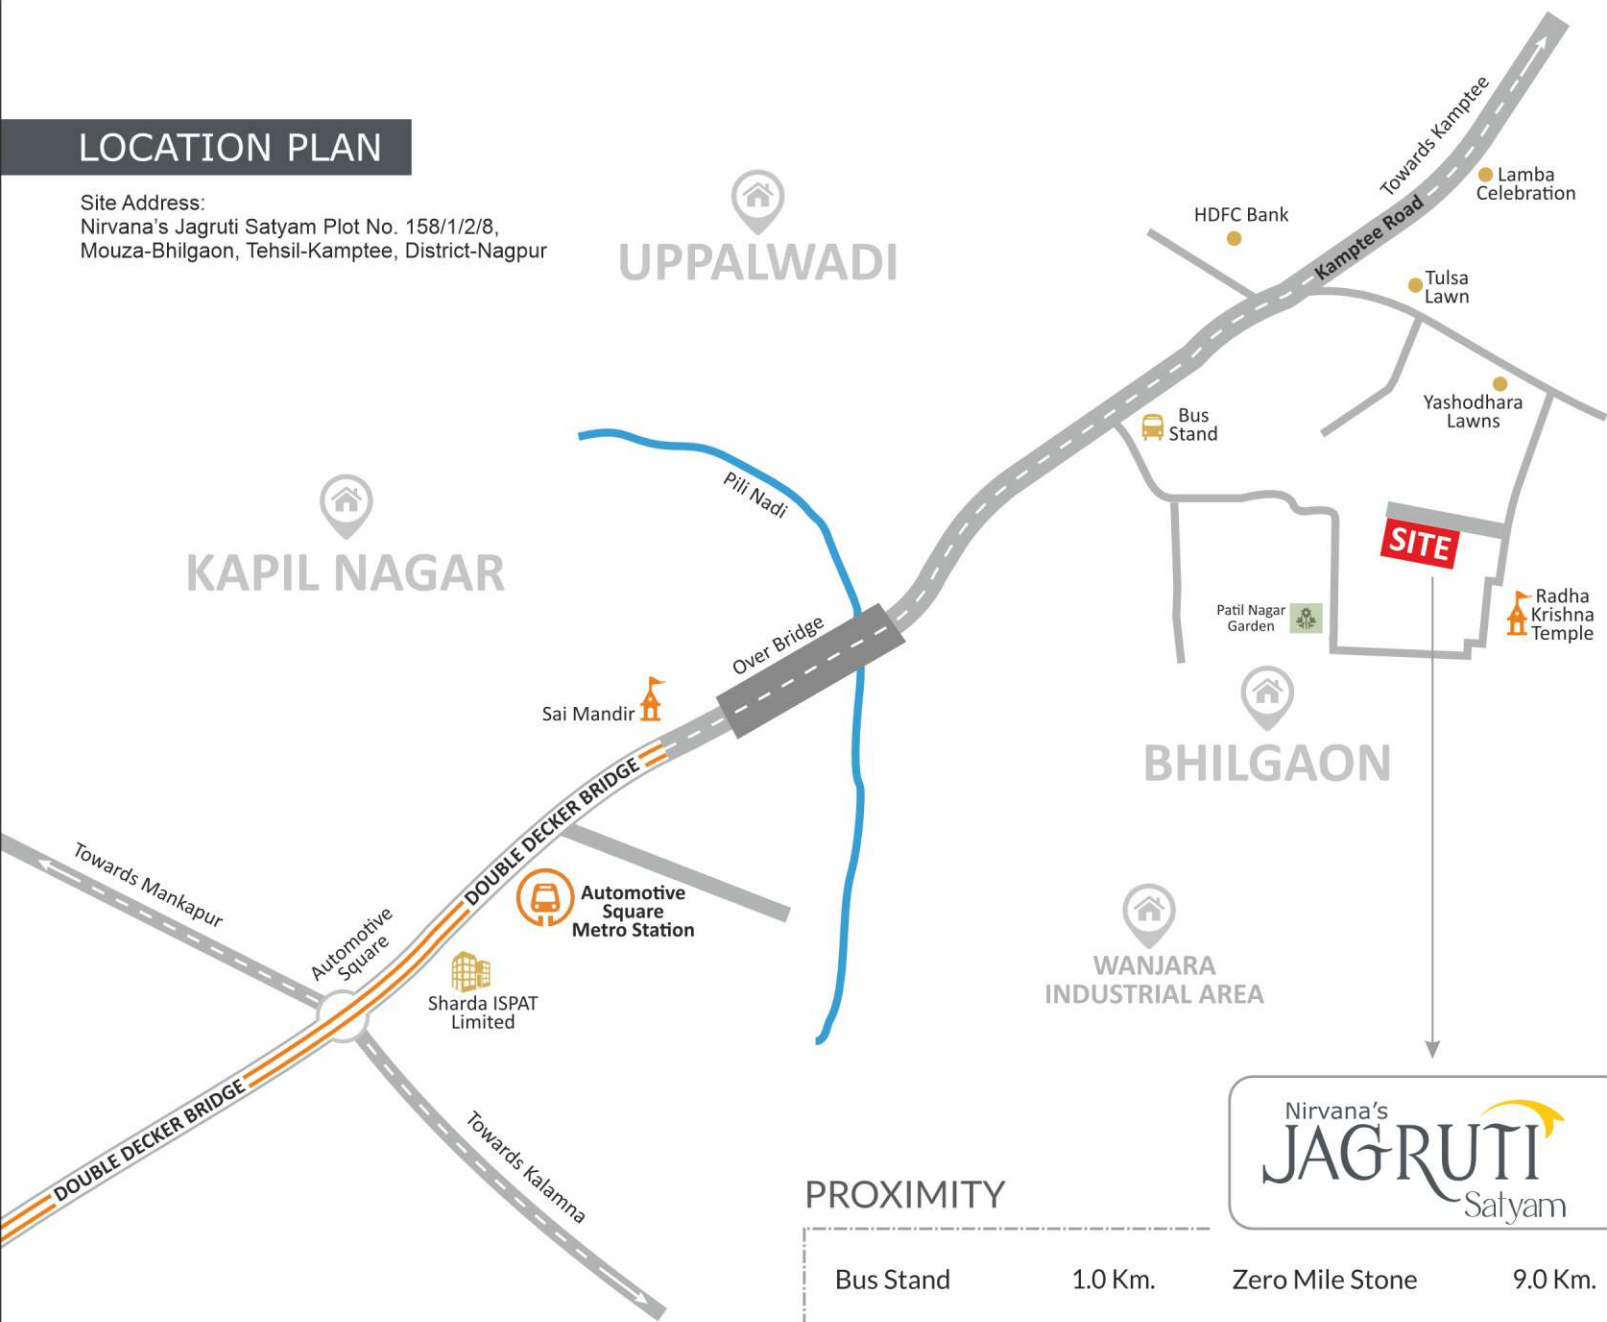 LOCATION PLAN
Site Address:
Nirvana’s Jagruti Satyam Plot No. 158/1/2/8,
Mouza-Bhilgaon, Tehsil-Kamptee, District-Nagpur
UPPALWADI
Towards Kamptee
Kamptee Road
Lamba
Celebration
HDFC Bank
Tulsa
Lawn
Yashodhara
Lawns
Bus
Stand
Pili Nadi
KAPIL NAGAR
SITE
Patil Nagar
Garden
Radha
Krishna
Temple
Over Bridge
Sai Mandir
BHILGAON
DOUBLE DECKER BRIDGE
Towards Mankapur
Automotive
Square
Automotive
Square
Metro Station
Sharda ISPAT
Limited
WANJARA
INDUSTRIAL AREA
DOUBLE DECKER BRIDGE
Towards Kalamna
Nirvana’s
JAGRUTI
Satyam
PROXIMITY
Bus Stand 1.0 Km. Zero Mile Stone 9.0 Km.